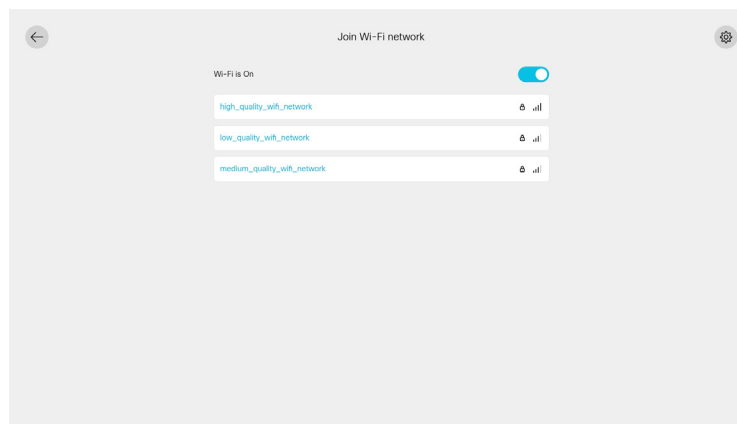 Join Wi-Fi network
Wi-Fi is On
high_quality_wifi_network
low_quality_wifi_network
medium_quality_wifi_network